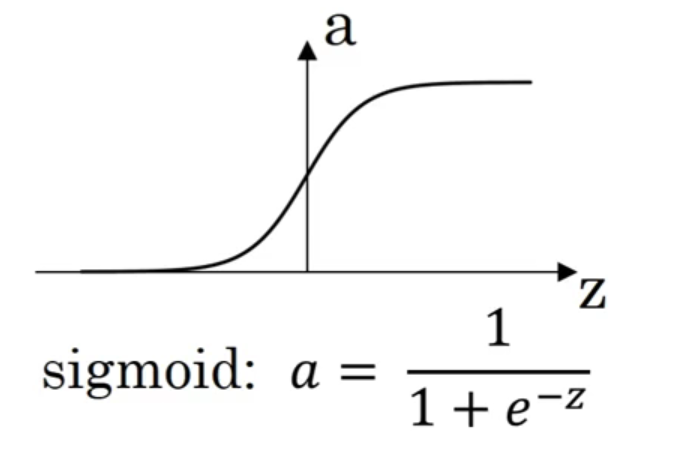 a
z
sigmoid: a = 1 / (1 + e^{-z})